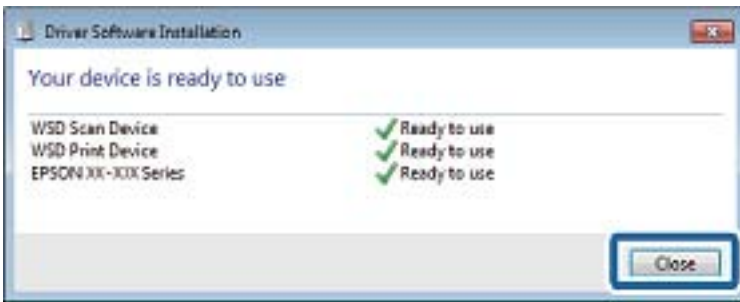 Driver Software Installation
Your device is ready to use
WSD Scan Device Ready to use
WSD Print Device Ready to use
EPSON XX-XXX Series Ready to use
Close